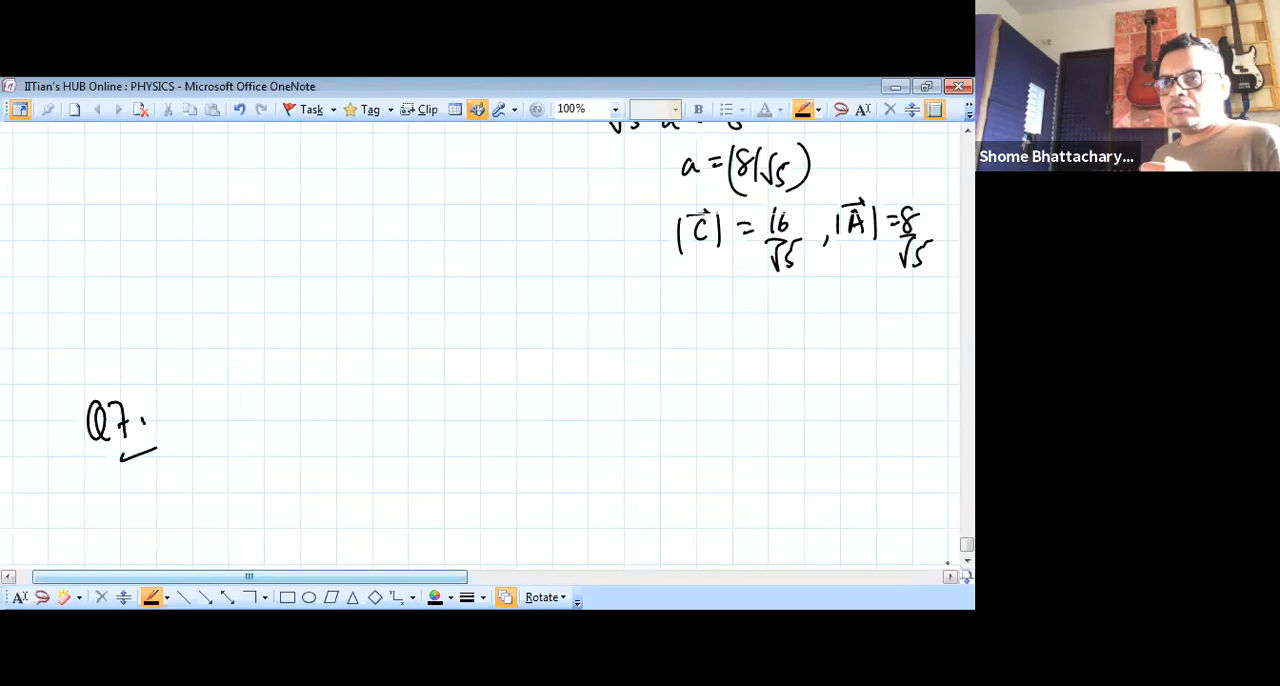 IITian's HUB Online : PHYSICS - Microsoft Office OneNote
Task Tag Clip 100% B A A
a = (8/√5)
|C⃗| = 16/√5 , |A⃗| = 8/√5
Q7.
Rotate
Shome Bhattachary...